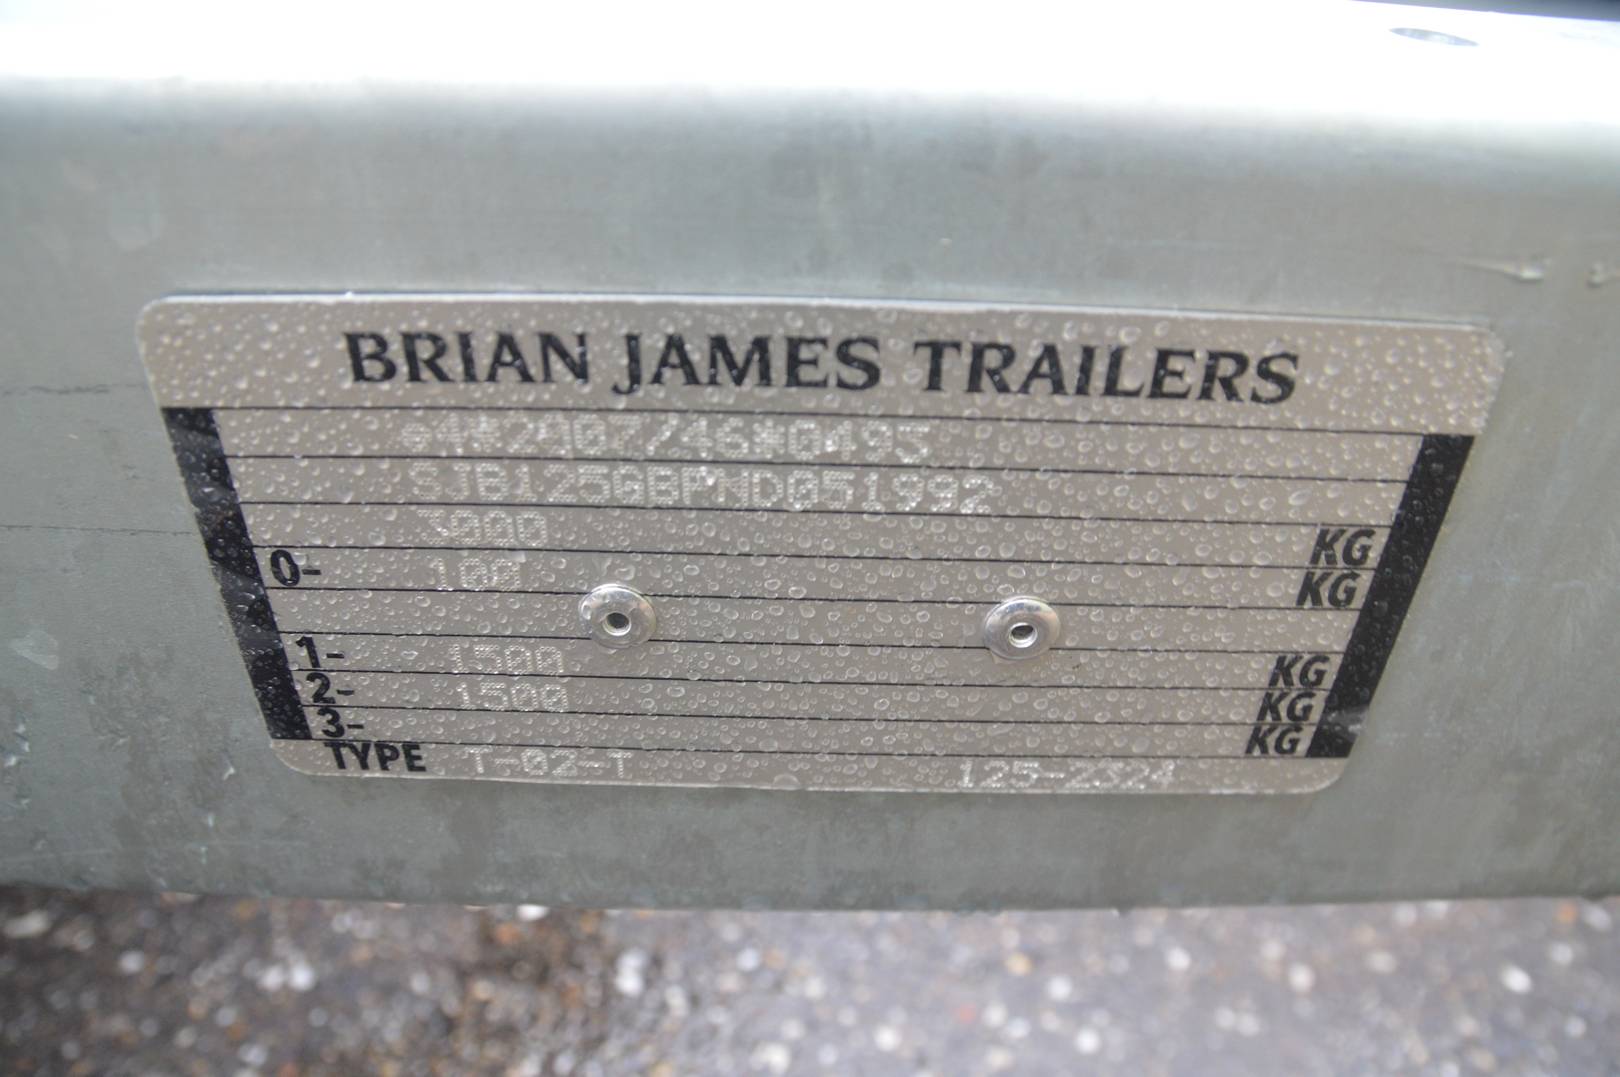 BRIAN JAMES TRAILERS
*4*2007/46*0495
SJB125GBPND051992
3000 KG
0- 100 KG
1- 1500 KG
2- 1500 KG
3- KG
TYPE T-02-T 125-2324